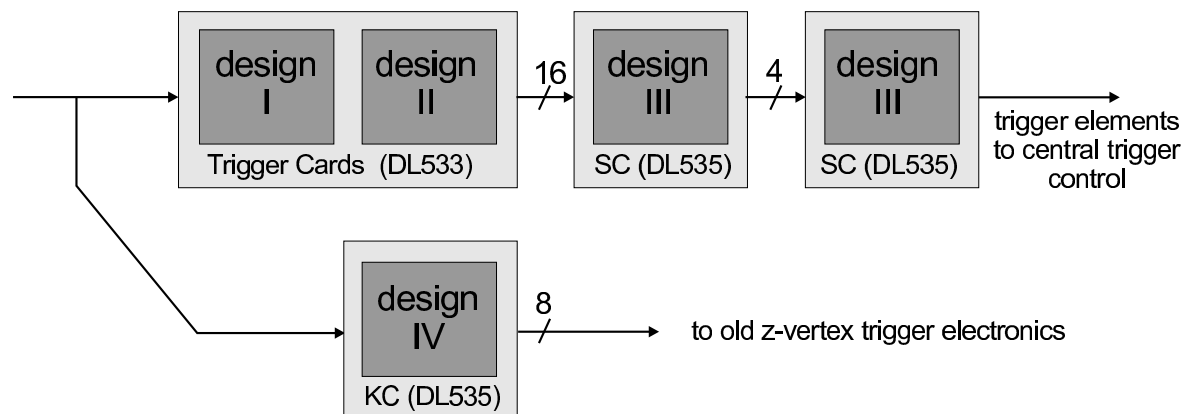 design
I
design
II
Trigger Cards (DL533)
16
design
III
SC (DL535)
4
design
III
SC (DL535)
trigger elements
to central trigger
control
design
IV
KC (DL535)
8
to old z-vertex trigger electronics